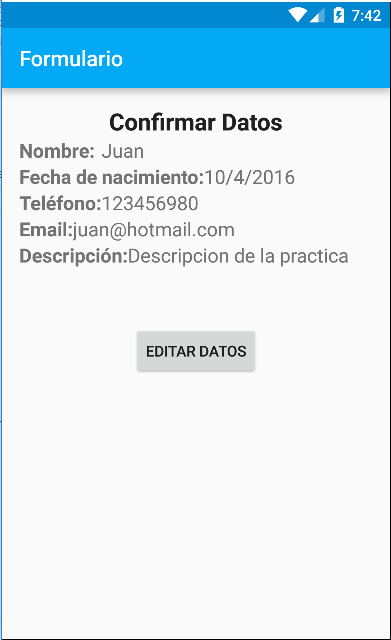 7:42
Formulario
Confirmar Datos
Nombre: Juan
Fecha de nacimiento:10/4/2016
Teléfono:123456980
Email:juan@hotmail.com
Descripción:Descripcion de la practica
EDITAR DATOS